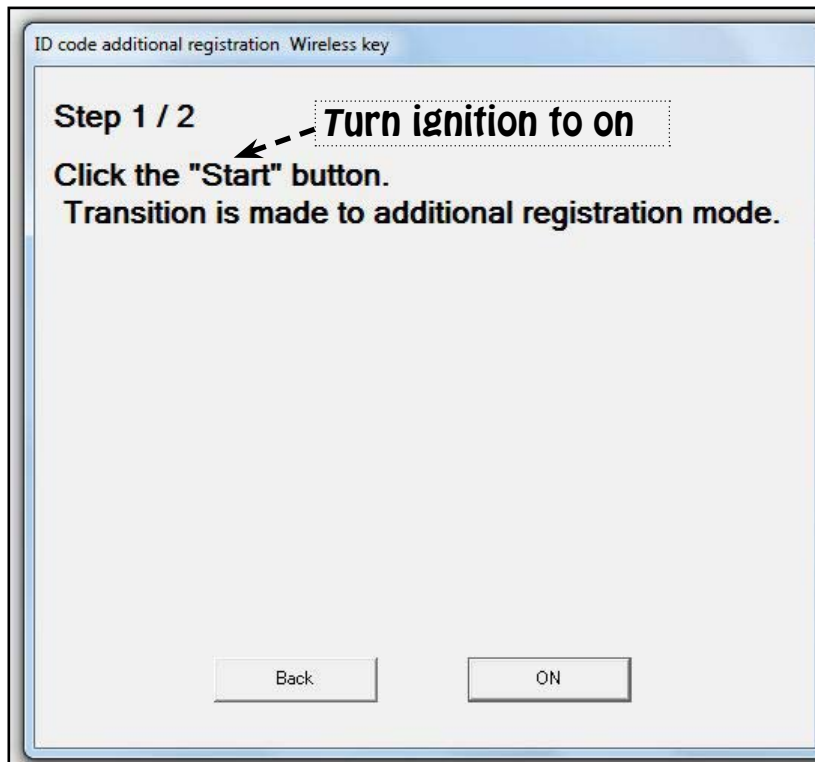 ID code additional registration Wireless key
Step 1 / 2
Turn ignition to on
Click the "Start" button.
Transition is made to additional registration mode.
Back
ON